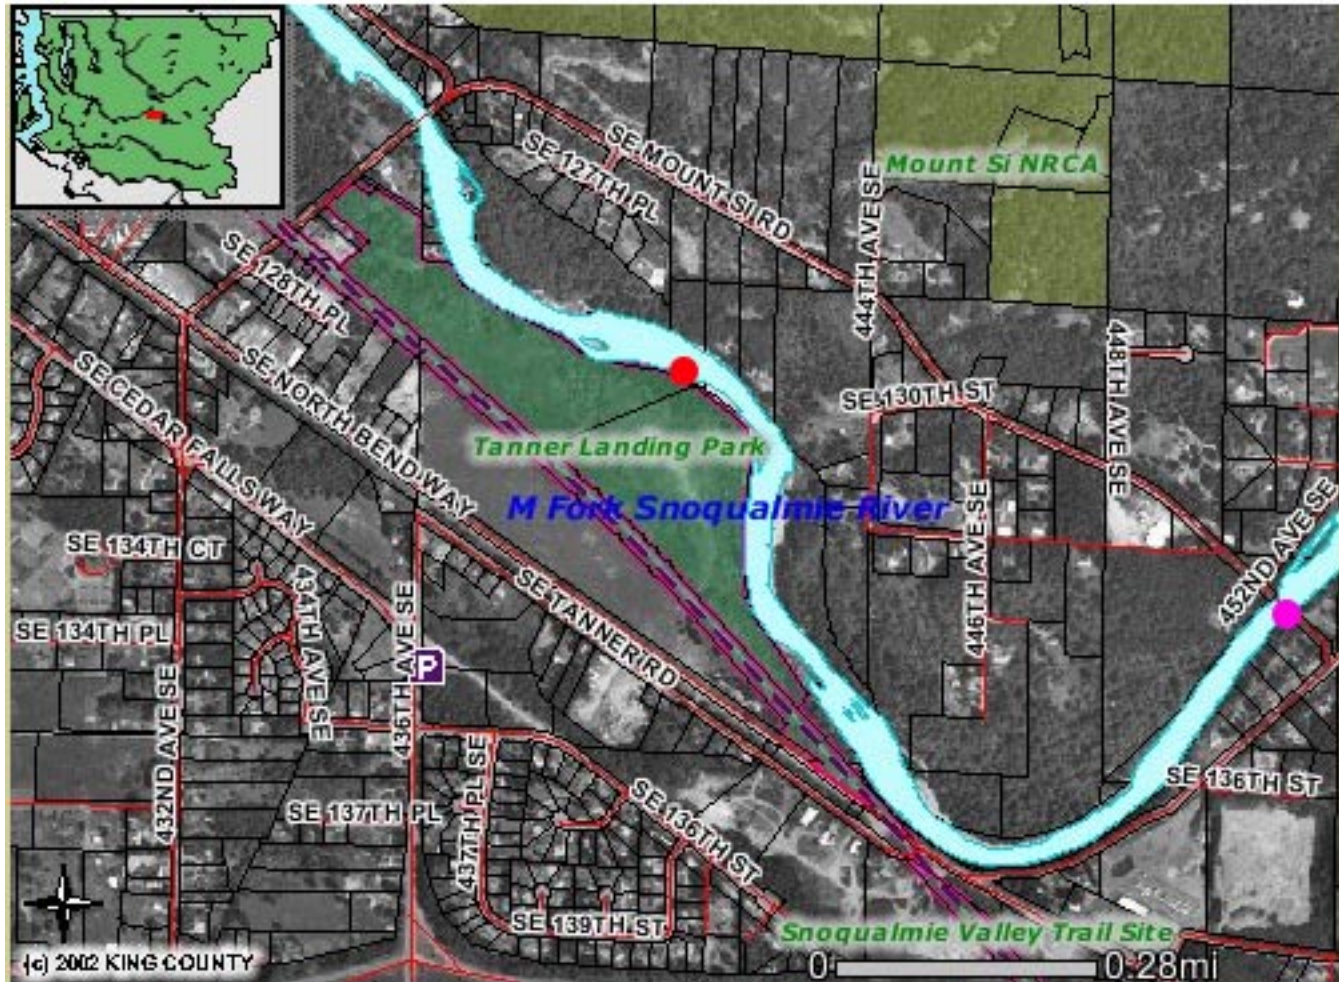 SE MOUNT SI RD
SE 127TH PL
Mount Si NRCA
444TH AVE SE
SE 128TH PL
448TH AVE SE
SE NORTH BEND WAY
SE CEDAR FALLS WAY
SE 130TH ST
Tanner Landing Park
M Fork Snoqualmie River
452ND AVE SE
446TH AVE SE
SE 134TH CT
434TH AVE SE
SE TANNER RD
SE 134TH PL
436TH AVE SE
P
432ND AVE SE
SE 136TH ST
SE 137TH PL
437TH PL SE
SE 136TH ST
SE 139TH ST
Snoqualmie Valley Trail Site
(c) 2002 KING COUNTY
0 0.28mi